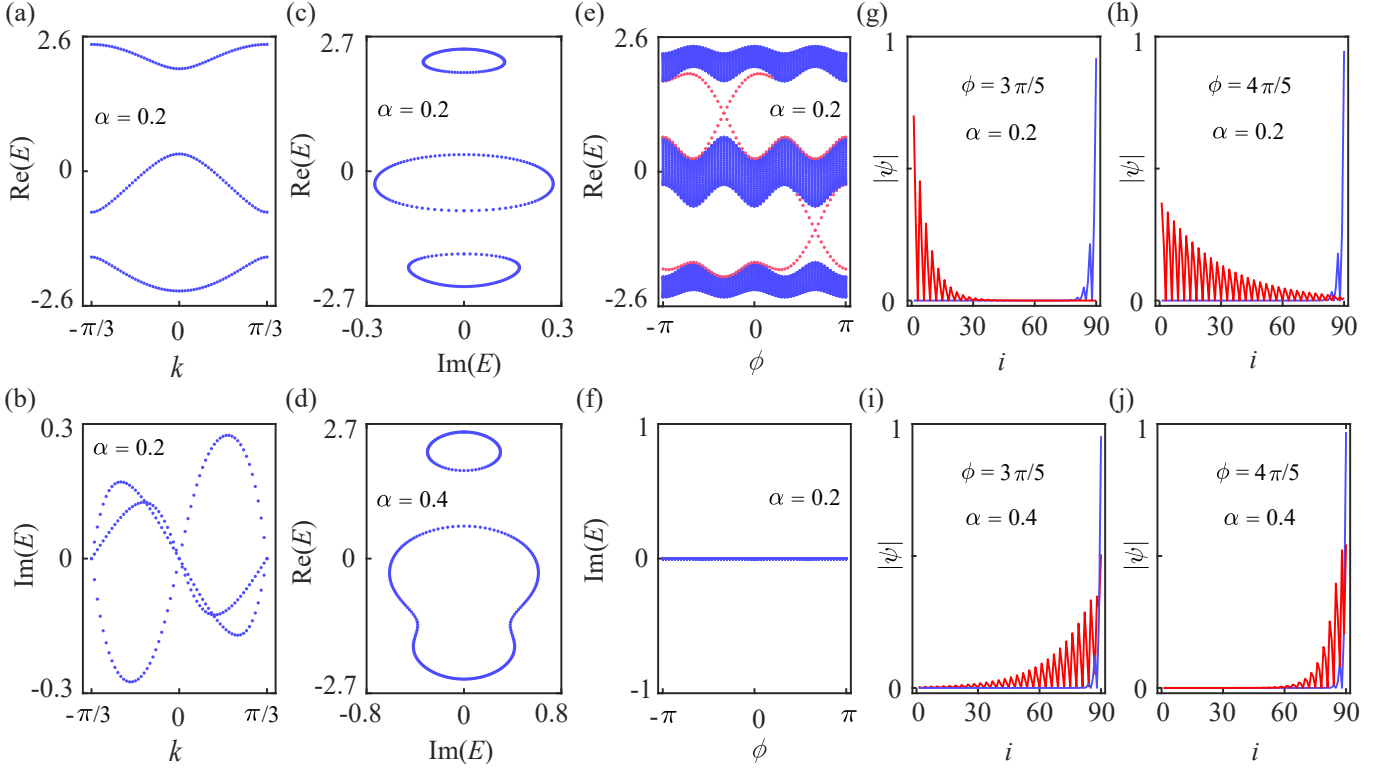 (a)
2.6
Re(E)
0
-2.6
α = 0.2
-π/3
0
π/3
k
(c)
2.7
Re(E)
0
-2.7
α = 0.2
-0.3
0
0.3
Im(E)
(e)
2.6
Re(E)
0
-2.6
α = 0.2
-π
0
π
ϕ
(g)
1
|ψ|
0
ϕ = 3π/5
α = 0.2
0
30
60
90
i
(h)
1
|ψ|
0
ϕ = 4π/5
α = 0.2
0
30
60
90
i
(b)
0.3
Im(E)
0
-0.3
α = 0.2
-π/3
0
π/3
k
(d)
2.7
Re(E)
0
-2.7
α = 0.4
-0.8
0
0.8
Im(E)
(f)
1
Im(E)
0
-1
α = 0.2
-π
0
π
ϕ
(i)
1
|ψ|
0
ϕ = 3π/5
α = 0.4
0
30
60
90
i
(j)
1
|ψ|
0
ϕ = 4π/5
α = 0.4
0
30
60
90
i